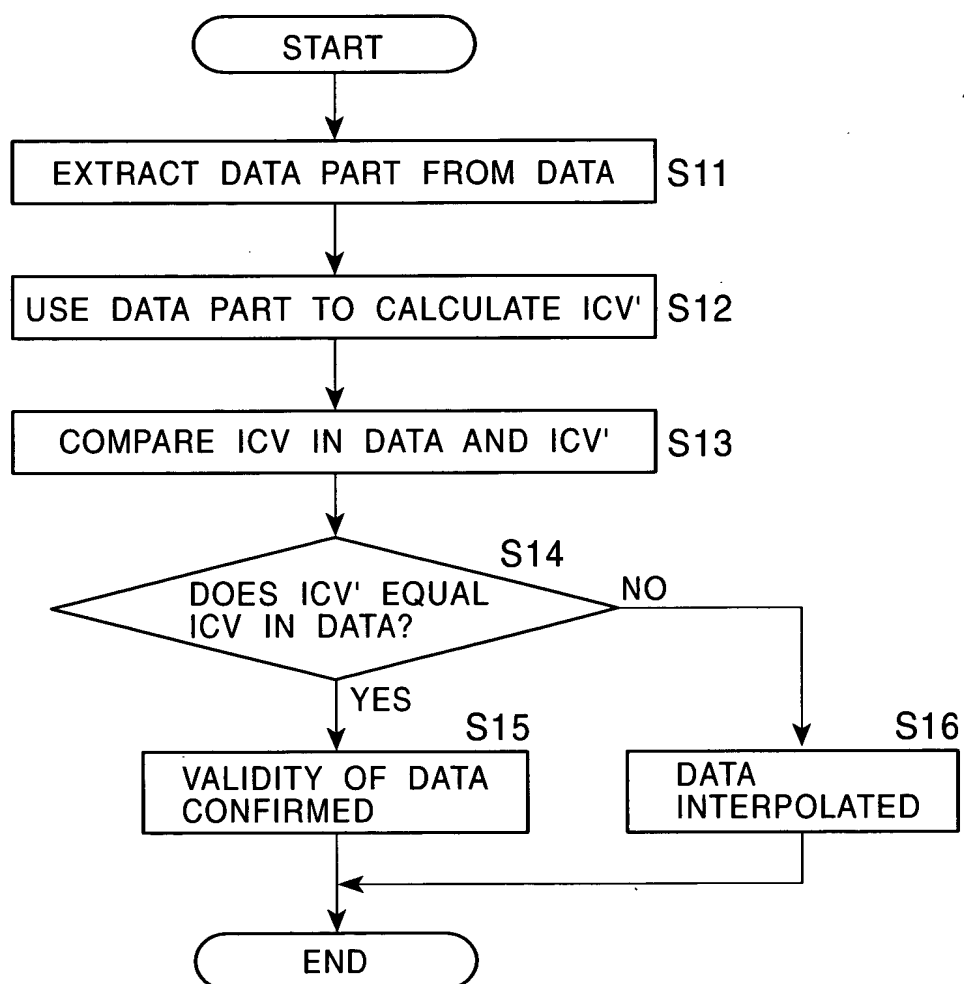 START
EXTRACT DATA PART FROM DATA
S11
USE DATA PART TO CALCULATE ICV'
S12
COMPARE ICV IN DATA AND ICV'
S13
S14
DOES ICV' EQUAL
ICV IN DATA?
NO
YES
S15
VALIDITY OF DATA
CONFIRMED
S16
DATA
INTERPOLATED
END